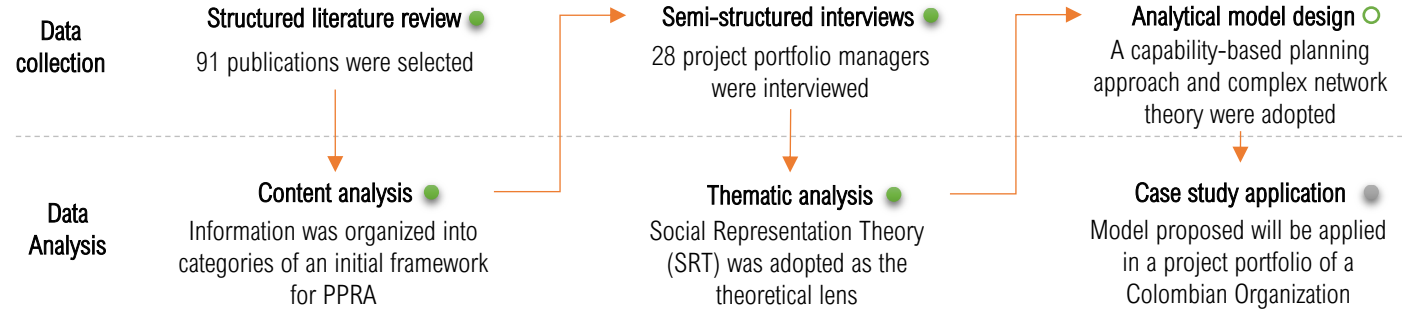 Data
collection
Structured literature review
91 publications were selected
Semi-structured interviews
28 project portfolio managers
were interviewed
Analytical model design
A capability-based planning
approach and complex network
theory were adopted
Data
Analysis
Content analysis
Information was organized into
categories of an initial framework
for PPRA
Thematic analysis
Social Representation Theory
(SRT) was adopted as the
theoretical lens
Case study application
Model proposed will be applied
in a project portfolio of a
Colombian Organization